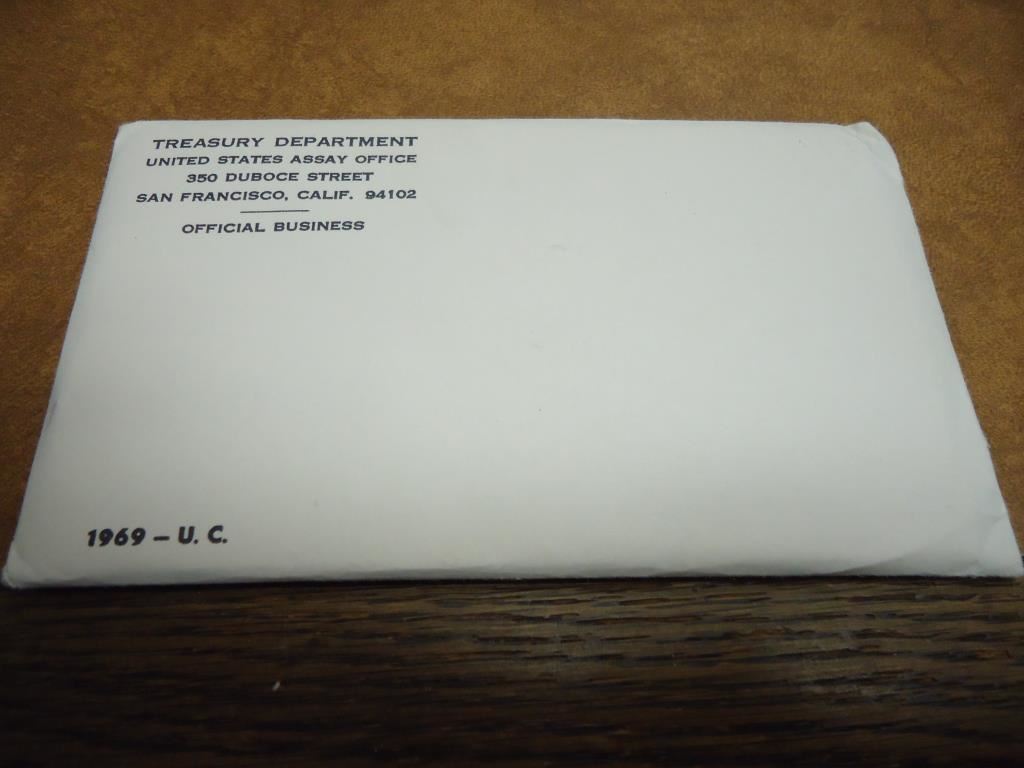 TREASURY DEPARTMENT
UNITED STATES ASSAY OFFICE
350 DUBOCE STREET
SAN FRANCISCO, CALIF. 94102
OFFICIAL BUSINESS
1969 – U. C.